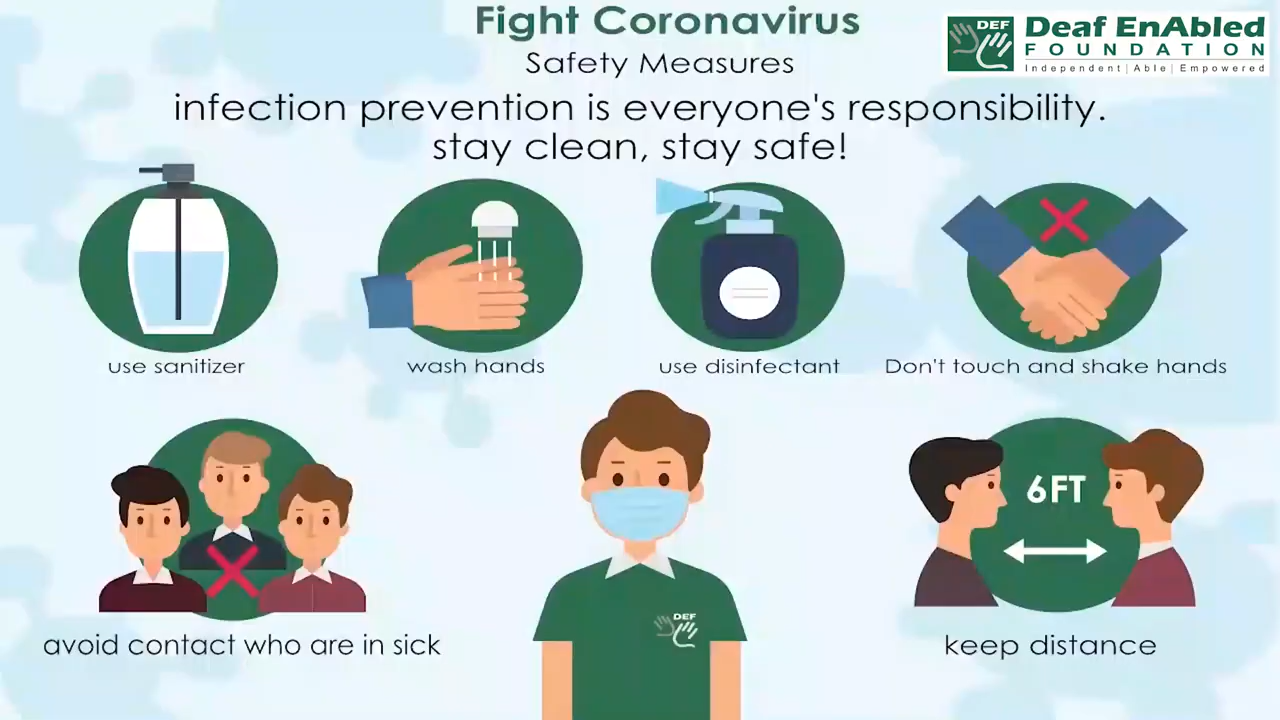 Fight Coronavirus
Safety Measures
DEF
Deaf EnAbled
FOUNDATION
Independent | Able | Empowered
infection prevention is everyone's responsibility.
stay clean, stay safe!
use sanitizer
wash hands
use disinfectant
Don't touch and shake hands
6FT
DEF
avoid contact who are in sick
keep distance